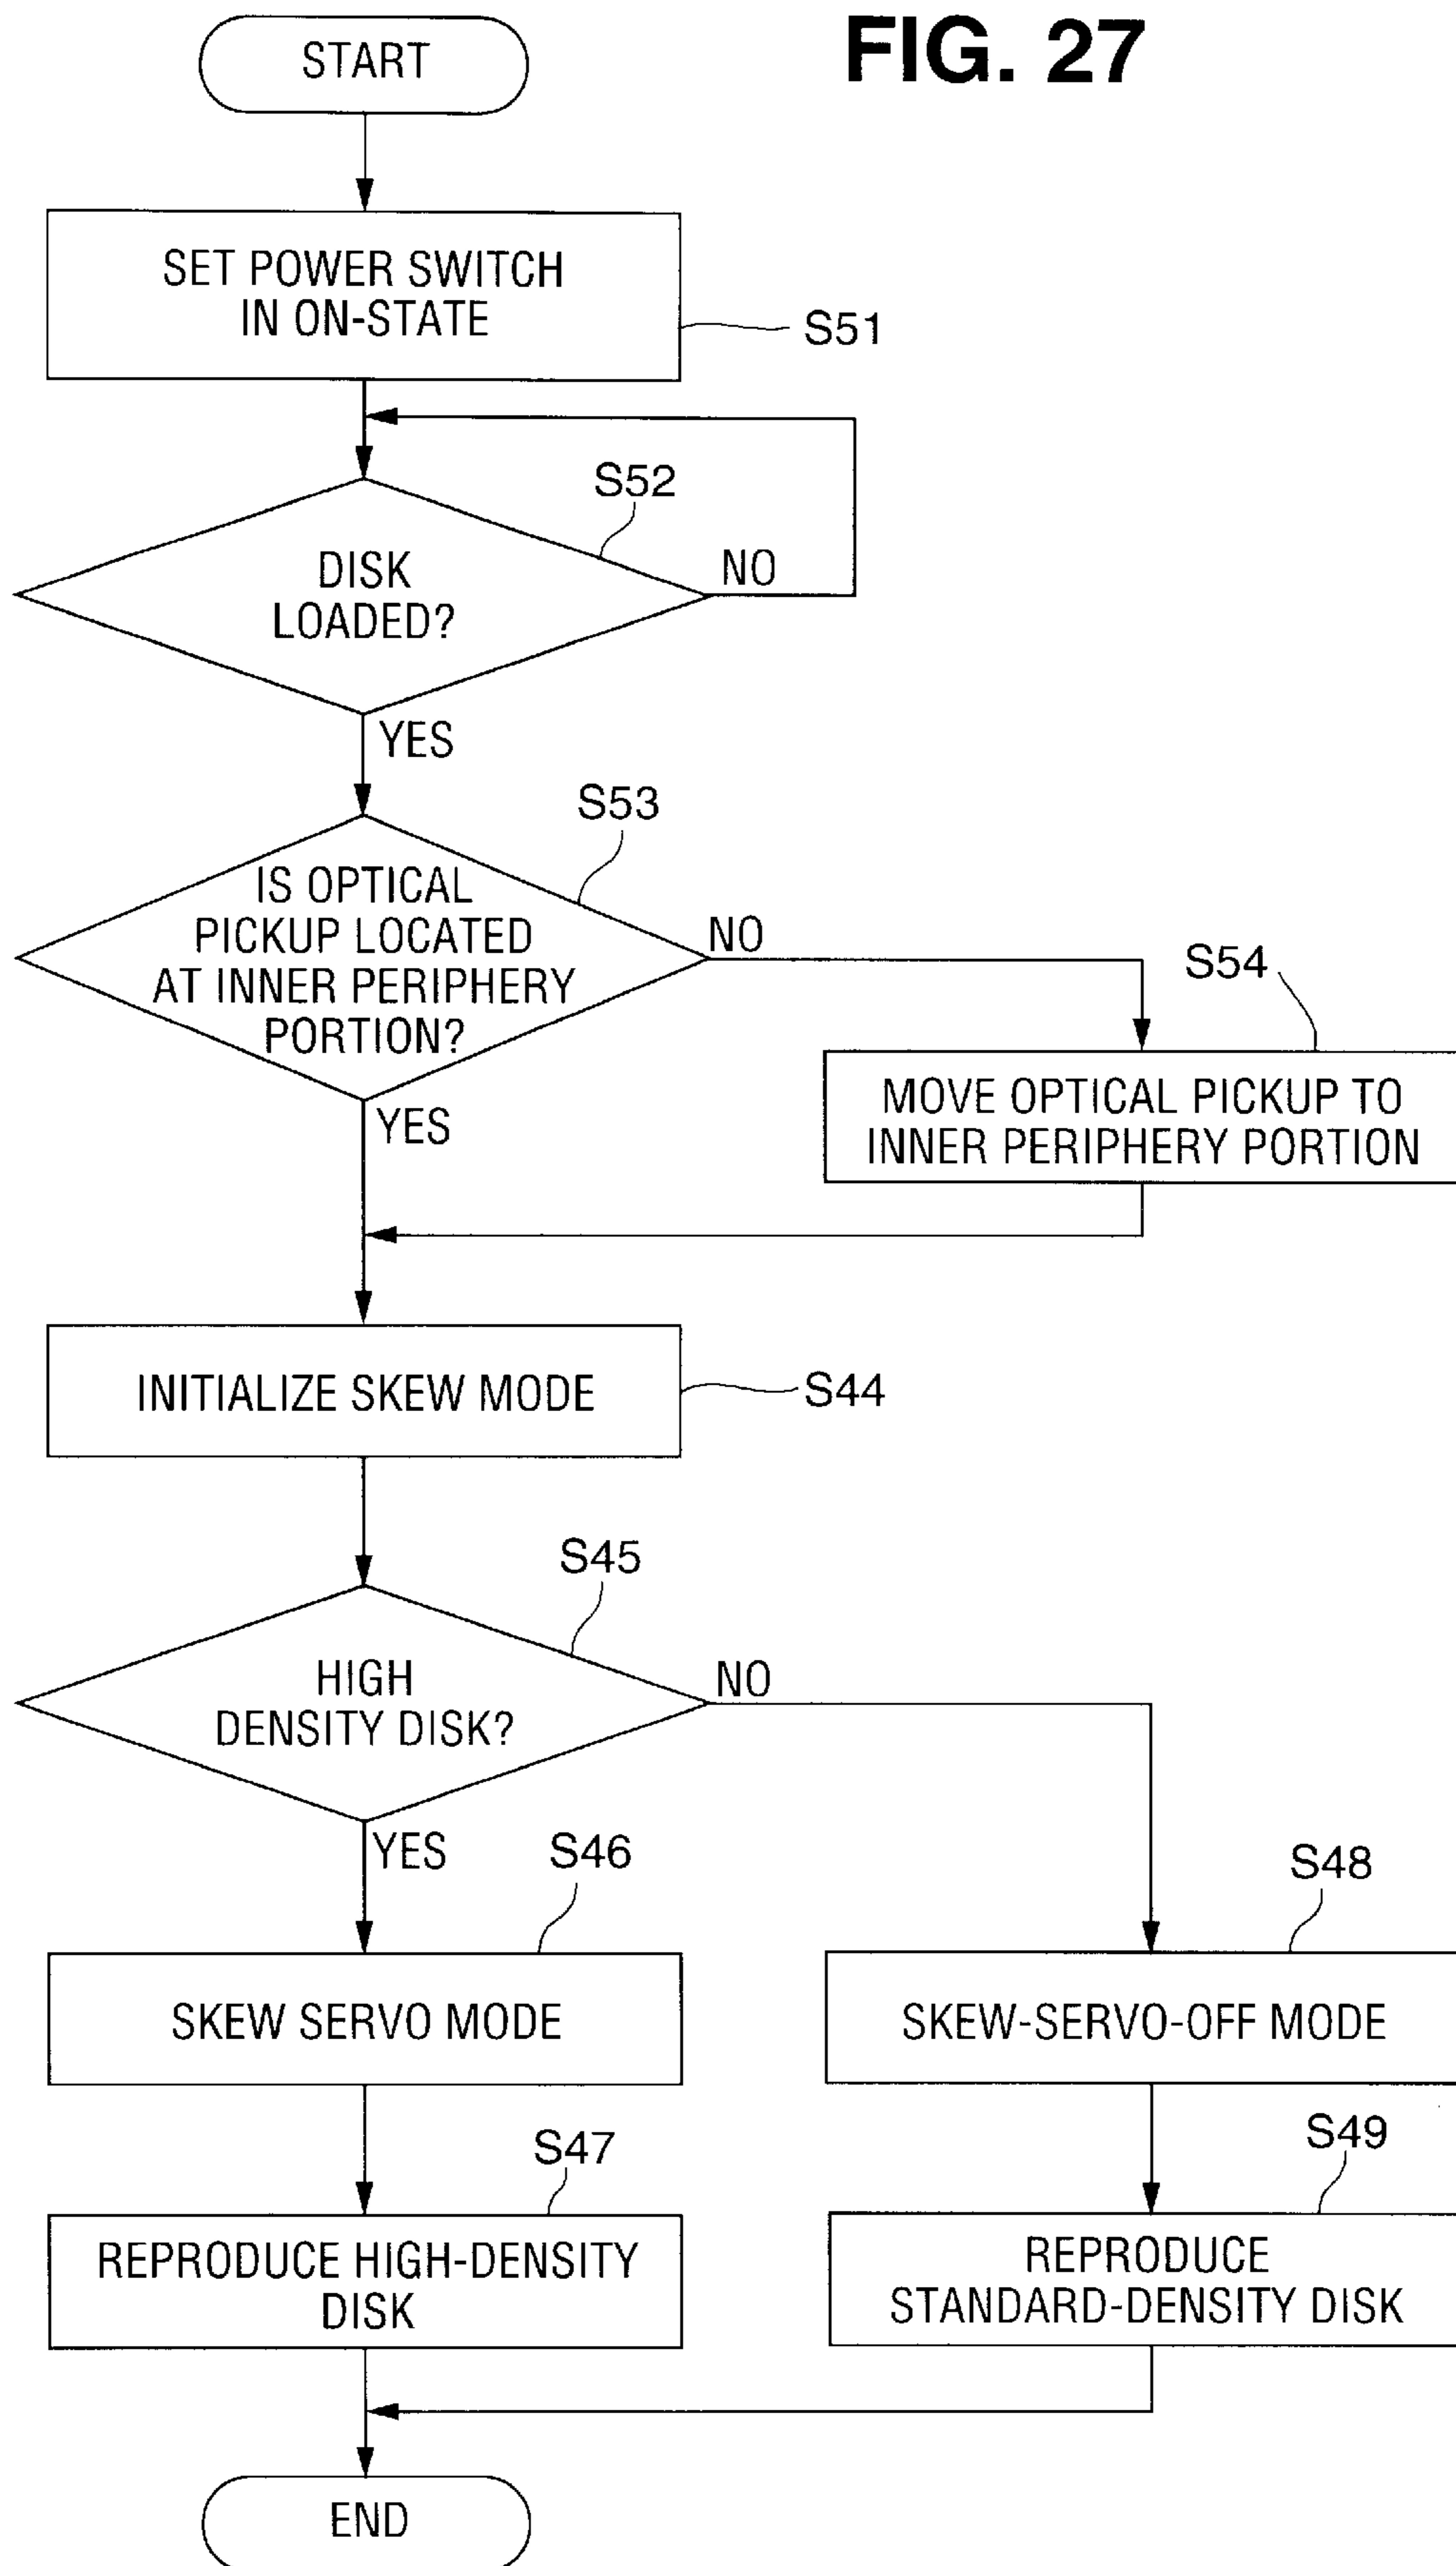 FIG. 27
START
SET POWER SWITCH
IN ON-STATE
S51
S52
DISK
LOADED?
NO
YES
S53
IS OPTICAL
PICKUP LOCATED
AT INNER PERIPHERY
PORTION?
NO
S54
MOVE OPTICAL PICKUP TO
INNER PERIPHERY PORTION
YES
INITIALIZE SKEW MODE
S44
S45
HIGH
DENSITY DISK?
NO
YES
S46
S48
SKEW SERVO MODE
SKEW-SERVO-OFF MODE
S47
S49
REPRODUCE HIGH-DENSITY
DISK
REPRODUCE
STANDARD-DENSITY DISK
END